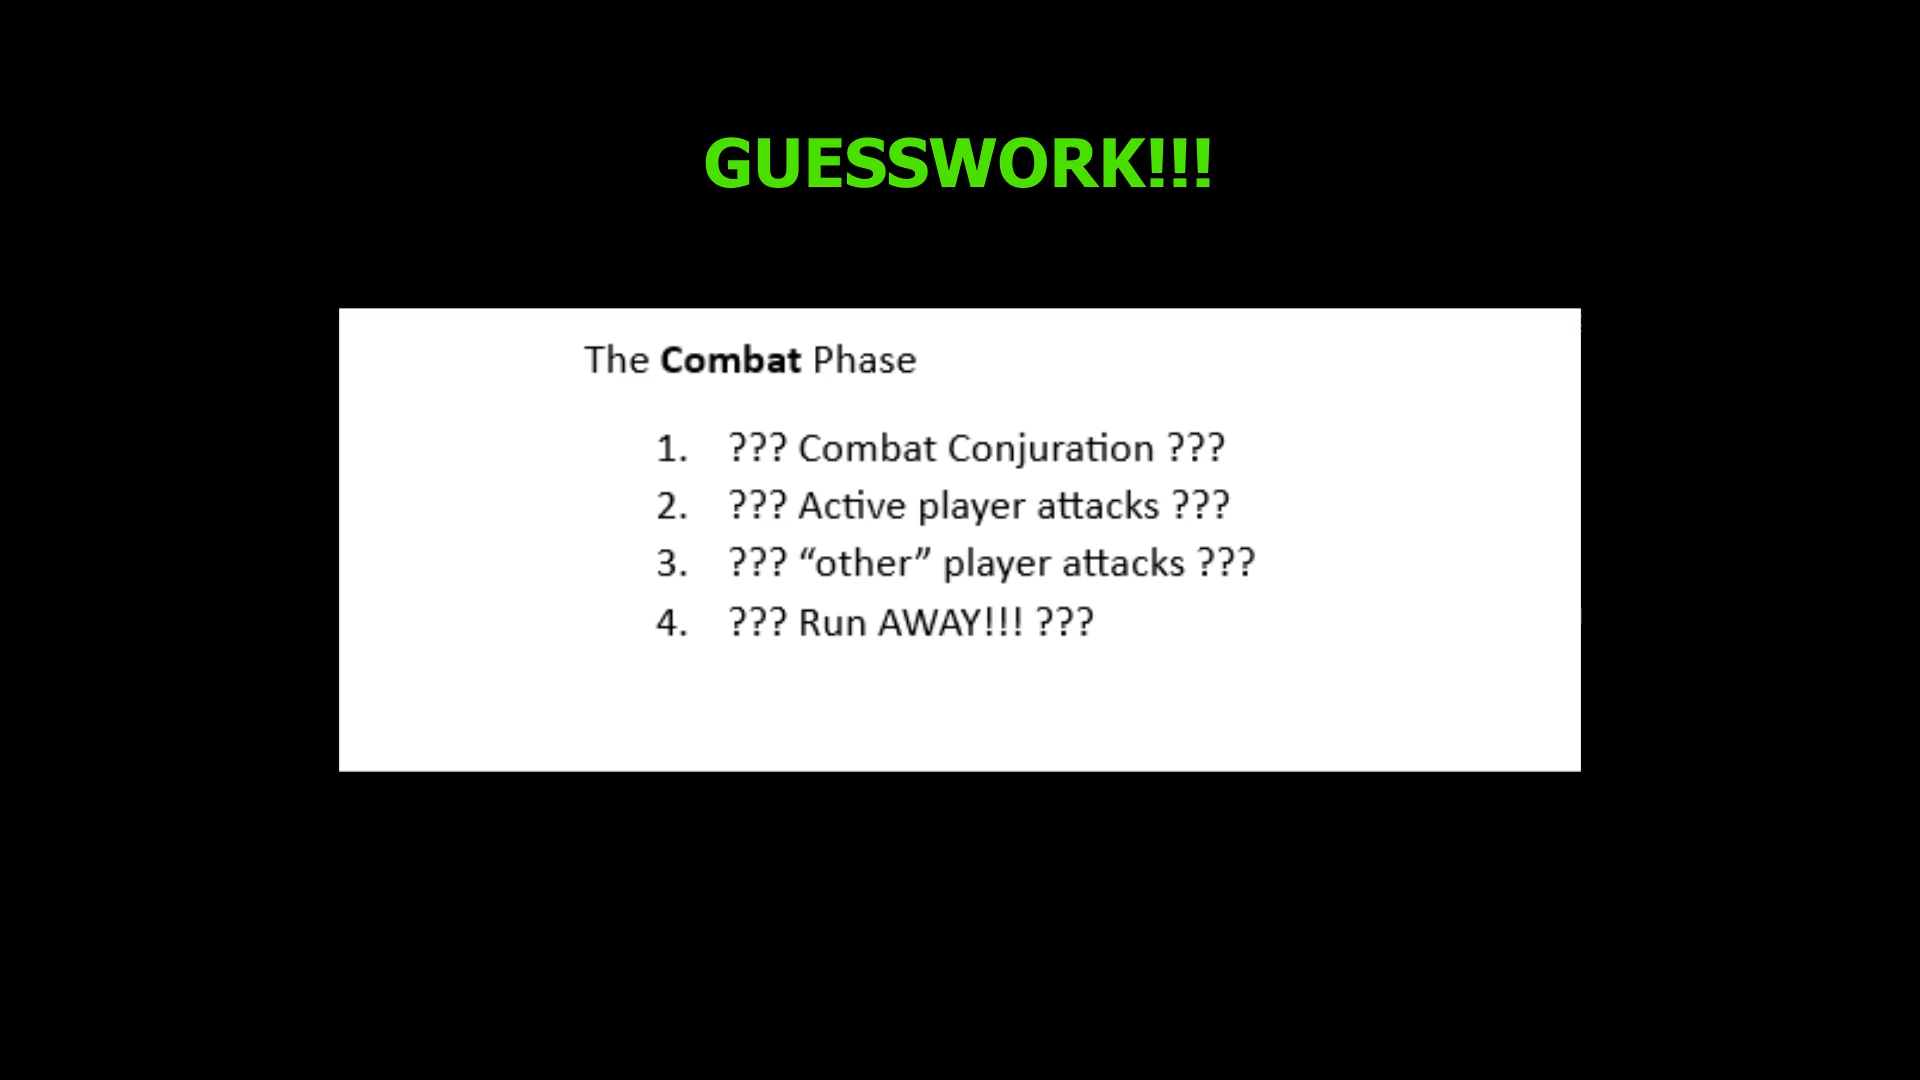 GUESSWORK!!!
The Combat Phase
1. ??? Combat Conjuration ???
2. ??? Active player attacks ???
3. ??? “other” player attacks ???
4. ??? Run AWAY!!! ???